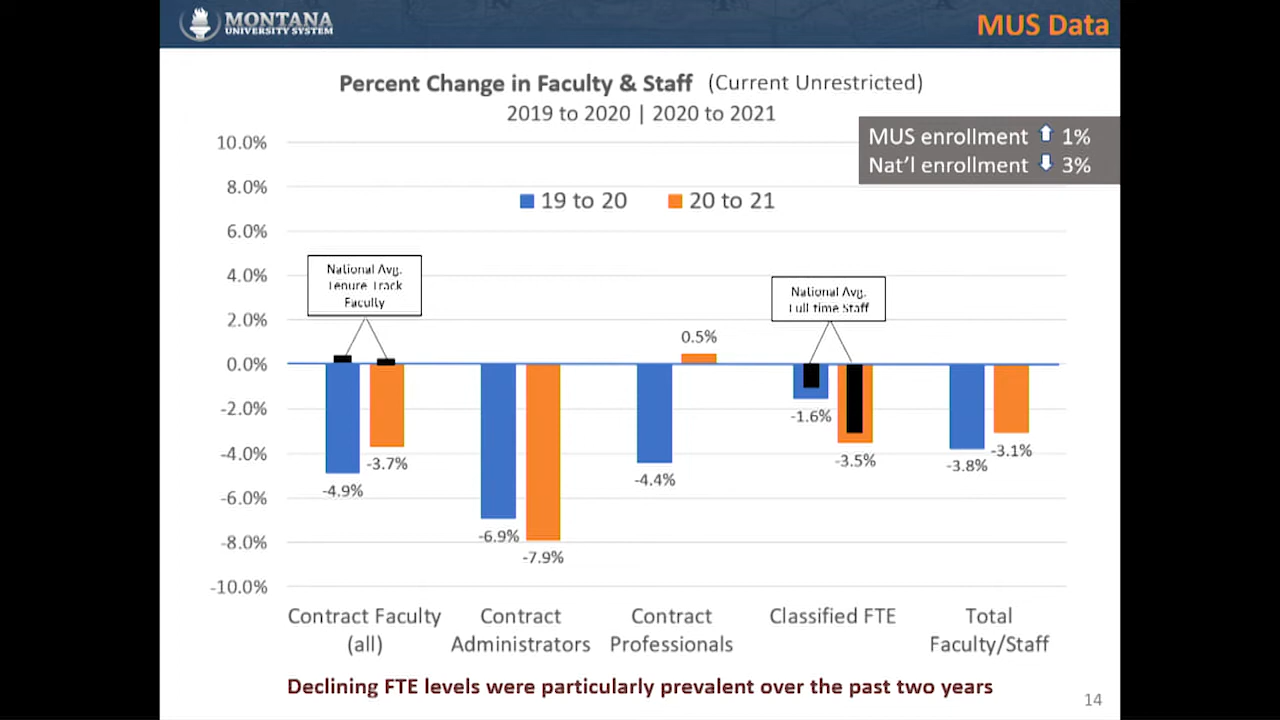 MONTANA
UNIVERSITY SYSTEM
MUS Data
Percent Change in Faculty & Staff (Current Unrestricted)
2019 to 2020 | 2020 to 2021
MUS enrollment 1%
Nat'l enrollment 3%
10.0%
8.0%
6.0%
4.0%
2.0%
0.0%
-2.0%
-4.0%
-6.0%
-8.0%
-10.0%
19 to 20
20 to 21
National Avg.
Tenure Track
Faculty
National Avg.
Full time Staff
-4.9%
-3.7%
-6.9%
-7.9%
-4.4%
0.5%
-1.6%
-3.5%
-3.8%
-3.1%
Contract Faculty
(all)
Contract
Administrators
Contract
Professionals
Classified FTE
Total
Faculty/Staff
Declining FTE levels were particularly prevalent over the past two years
14